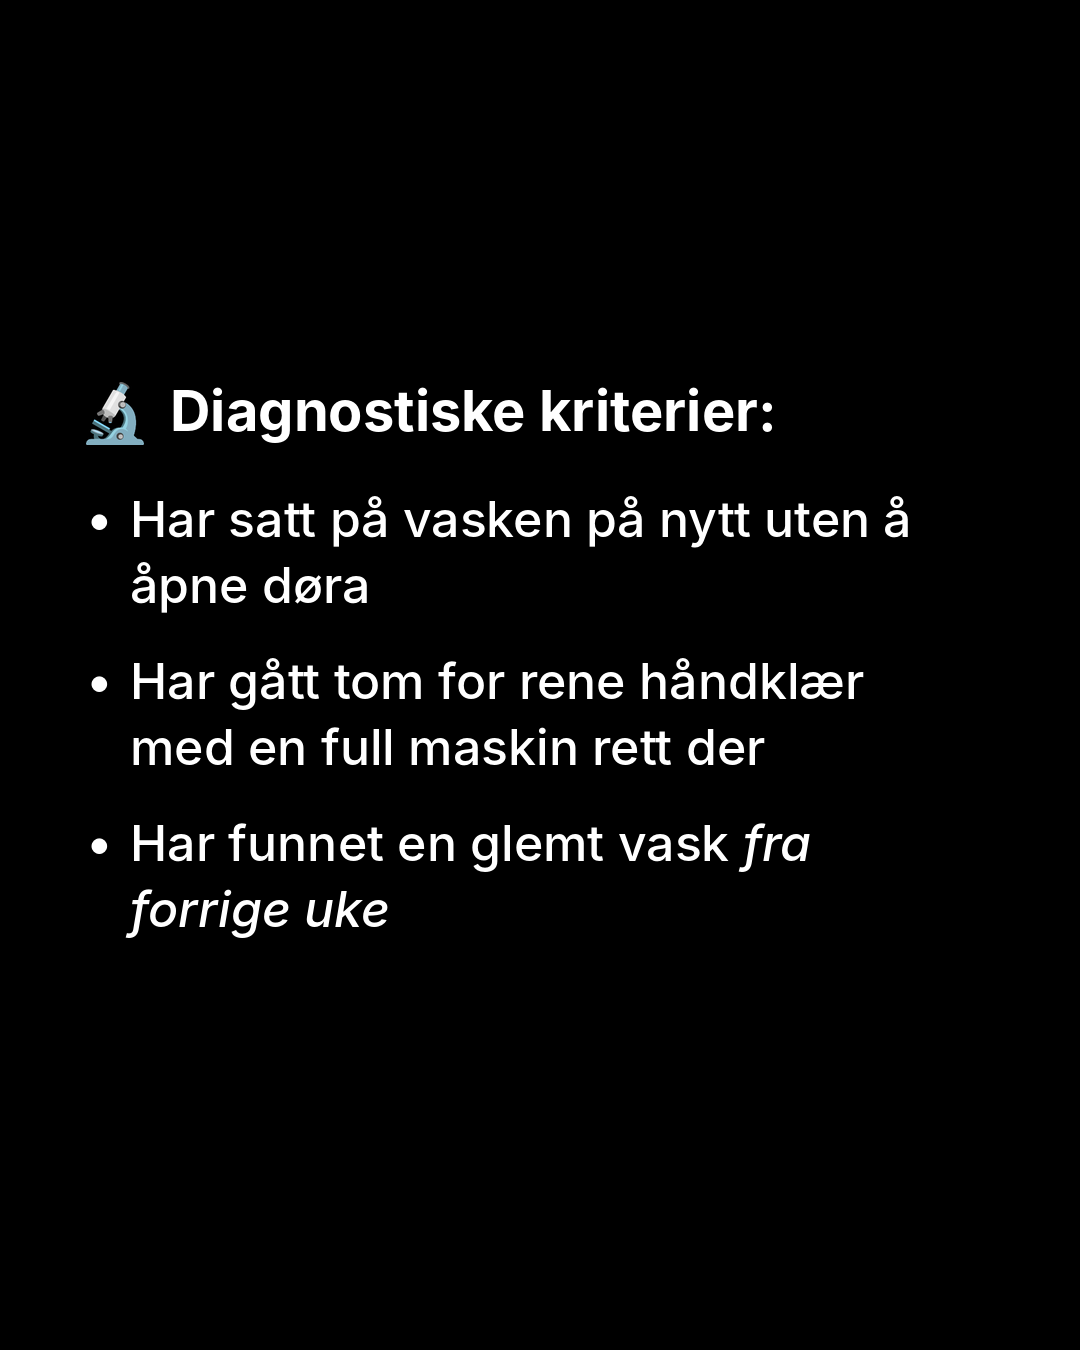 🔬 Diagnostiske kriterier:
• Har satt på vasken på nytt uten å
åpne døra
• Har gått tom for rene håndklær
med en full maskin rett der
• Har funnet en glemt vask fra
forrige uke